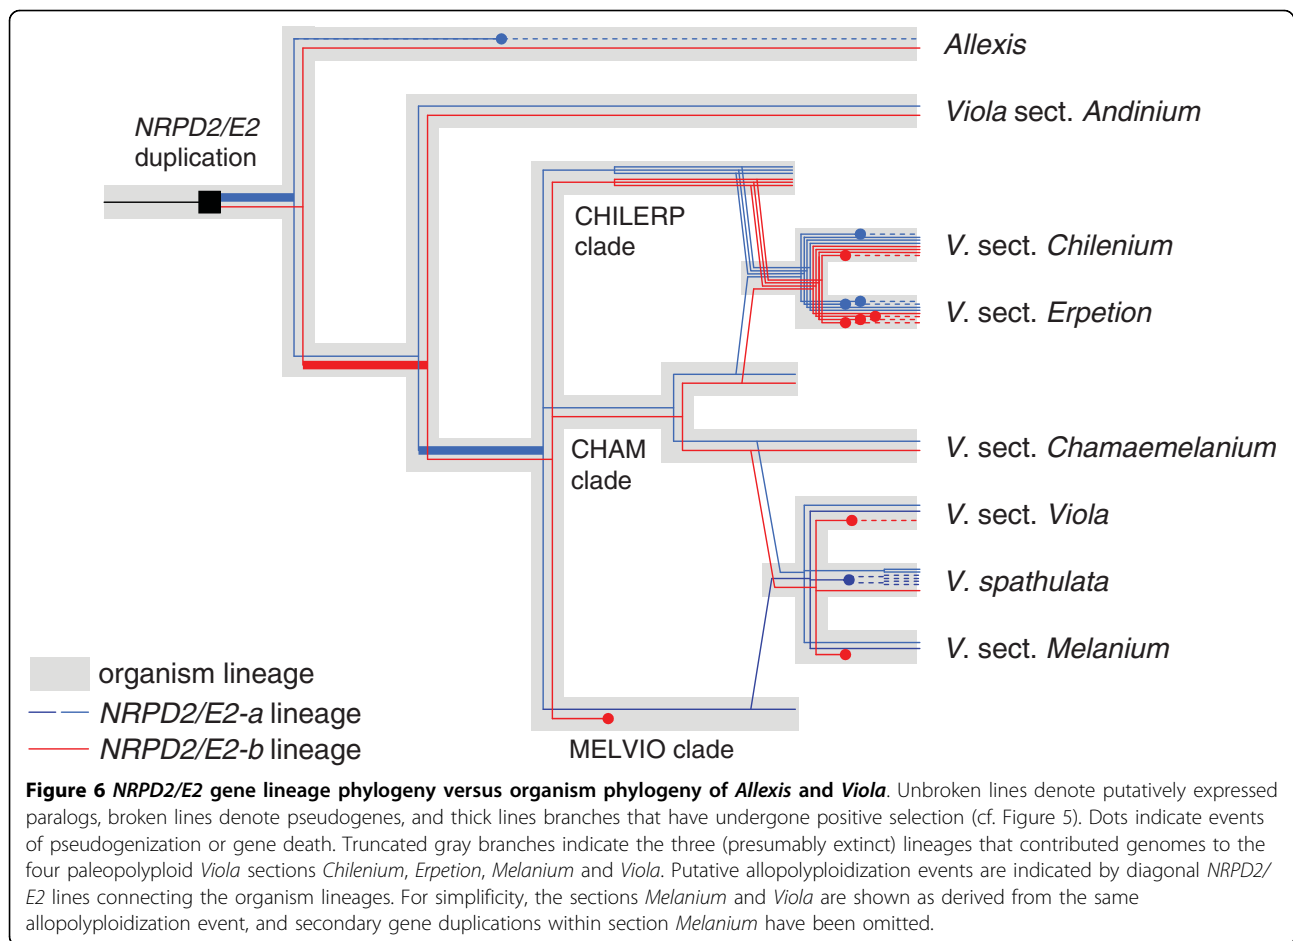 Allexis
NRPD2/E2
duplication
Viola sect. Andinium
CHILERP
clade
V. sect. Chilenium
V. sect. Erpetion
CHAM
clade
V. sect. Chamaemelanium
V. sect. Viola
V. spathulata
V. sect. Melanium
organism lineage
NRPD2/E2-a lineage
NRPD2/E2-b lineage
MELVIO clade
Figure 6 NRPD2/E2 gene lineage phylogeny versus organism phylogeny of Allexis and Viola. Unbroken lines denote putatively expressed
paralogs, broken lines denote pseudogenes, and thick lines branches that have undergone positive selection (cf. Figure 5). Dots indicate events
of pseudogenization or gene death. Truncated gray branches indicate the three (presumably extinct) lineages that contributed genomes to the
four paleopolyploid Viola sections Chilenium, Erpetion, Melanium and Viola. Putative allopolyploidization events are indicated by diagonal NRPD2/
E2 lines connecting the organism lineages. For simplicity, the sections Melanium and Viola are shown as derived from the same
allopolyploidization event, and secondary gene duplications within section Melanium have been omitted.